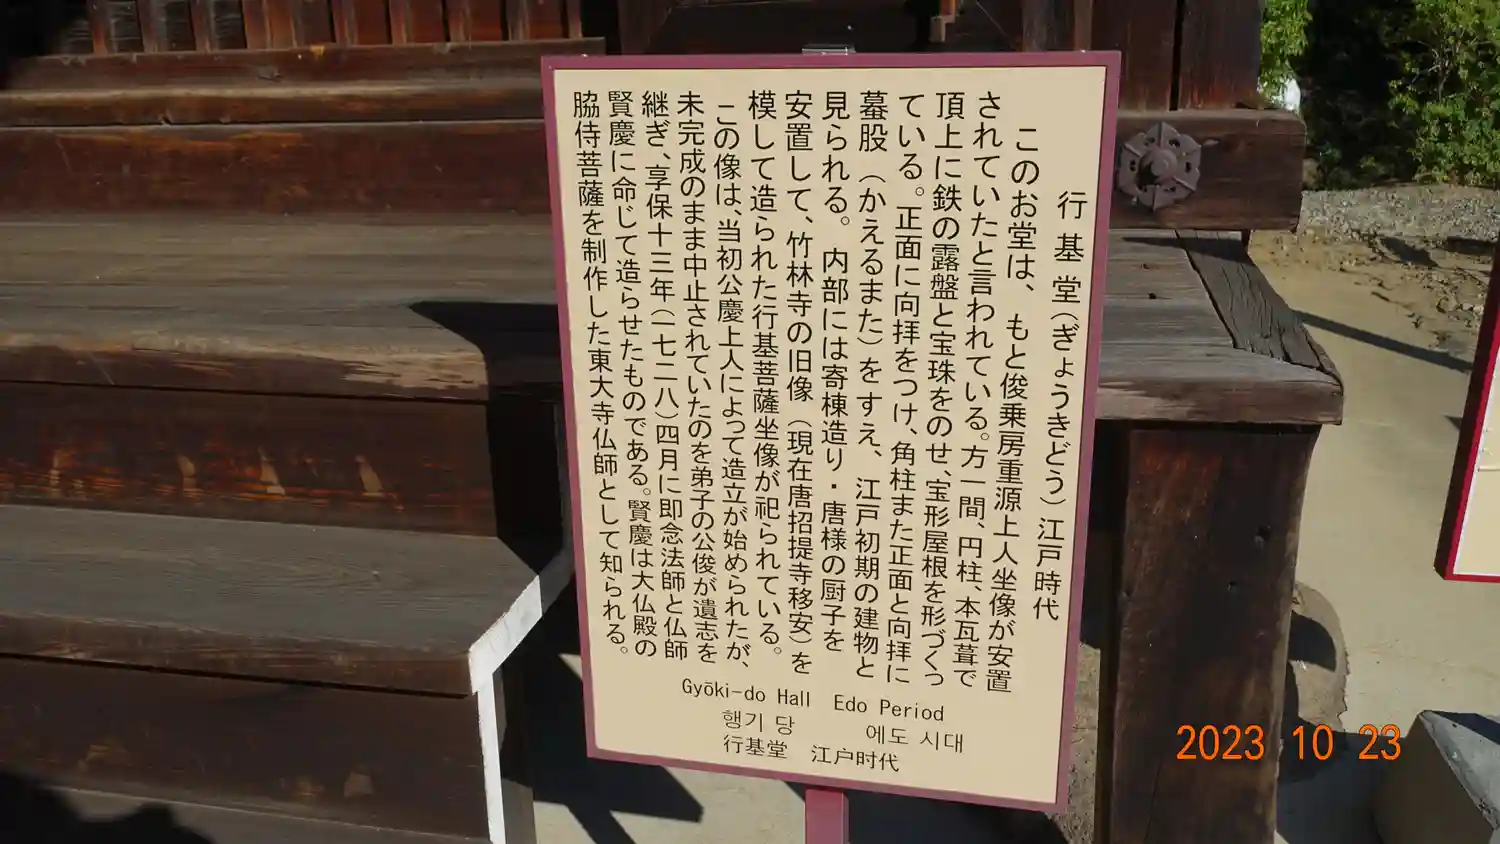 行基堂（ぎょうきどう）江戸時代
このお堂は、もと俊乗房重源上人坐像が安置
されていたと言われている。方一間、円柱、本瓦葺で
頂上に鉄の露盤と宝珠をのせ、宝形屋根を形づくっ
ている。正面に向拝をつけ、角柱また正面と向拝に
蟇股（かえるまた）をすえ、江戸初期の建物と
見られる。内部には寄棟造り・唐様の厨子を
安置して、竹林寺の旧像（現在唐招提寺移安）を
模して造られた行基菩薩坐像が祀られている。
この像は、当初公慶上人によって造立が始められたが、
未完成のまま中止されていたのを弟子の公俊が遺志を
継ぎ、享保十三年（一七二八）四月に即念法師と仏師
賢慶に命じて造らせたものである。賢慶は大仏殿の
脇侍菩薩を制作した東大寺仏師として知られる。
Gyōki-do Hall Edo Period
행기 당 에도 시대
行基堂 江户时代
2023 10 23